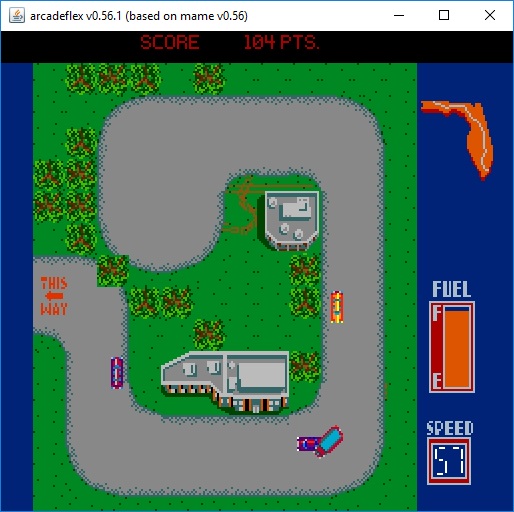 arcadeflex v0.56.1 (based on mame v0.56)
SCORE 104 PTS.
THIS
WAY
FUEL
F
E
SPEED
57